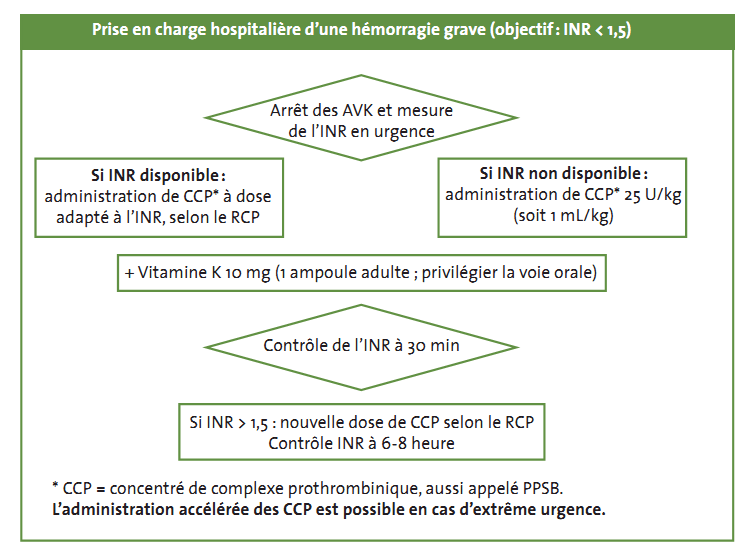 Prise en charge hospitalière d’une hémorragie grave (objectif : INR < 1,5)
Arrêt des AVK et mesure
de l’INR en urgence
Si INR disponible :
administration de CCP* à dose
adapté à l’INR, selon le RCP
Si INR non disponible :
administration de CCP* 25 U/kg
(soit 1 mL/kg)
+ Vitamine K 10 mg (1 ampoule adulte ; privilégier la voie orale)
Contrôle de l’INR à 30 min
Si INR > 1,5 : nouvelle dose de CCP selon le RCP
Contrôle INR à 6-8 heure
* CCP = concentré de complexe prothrombinique, aussi appelé PPSB.
L’administration accélérée des CCP est possible en cas d’extrême urgence.